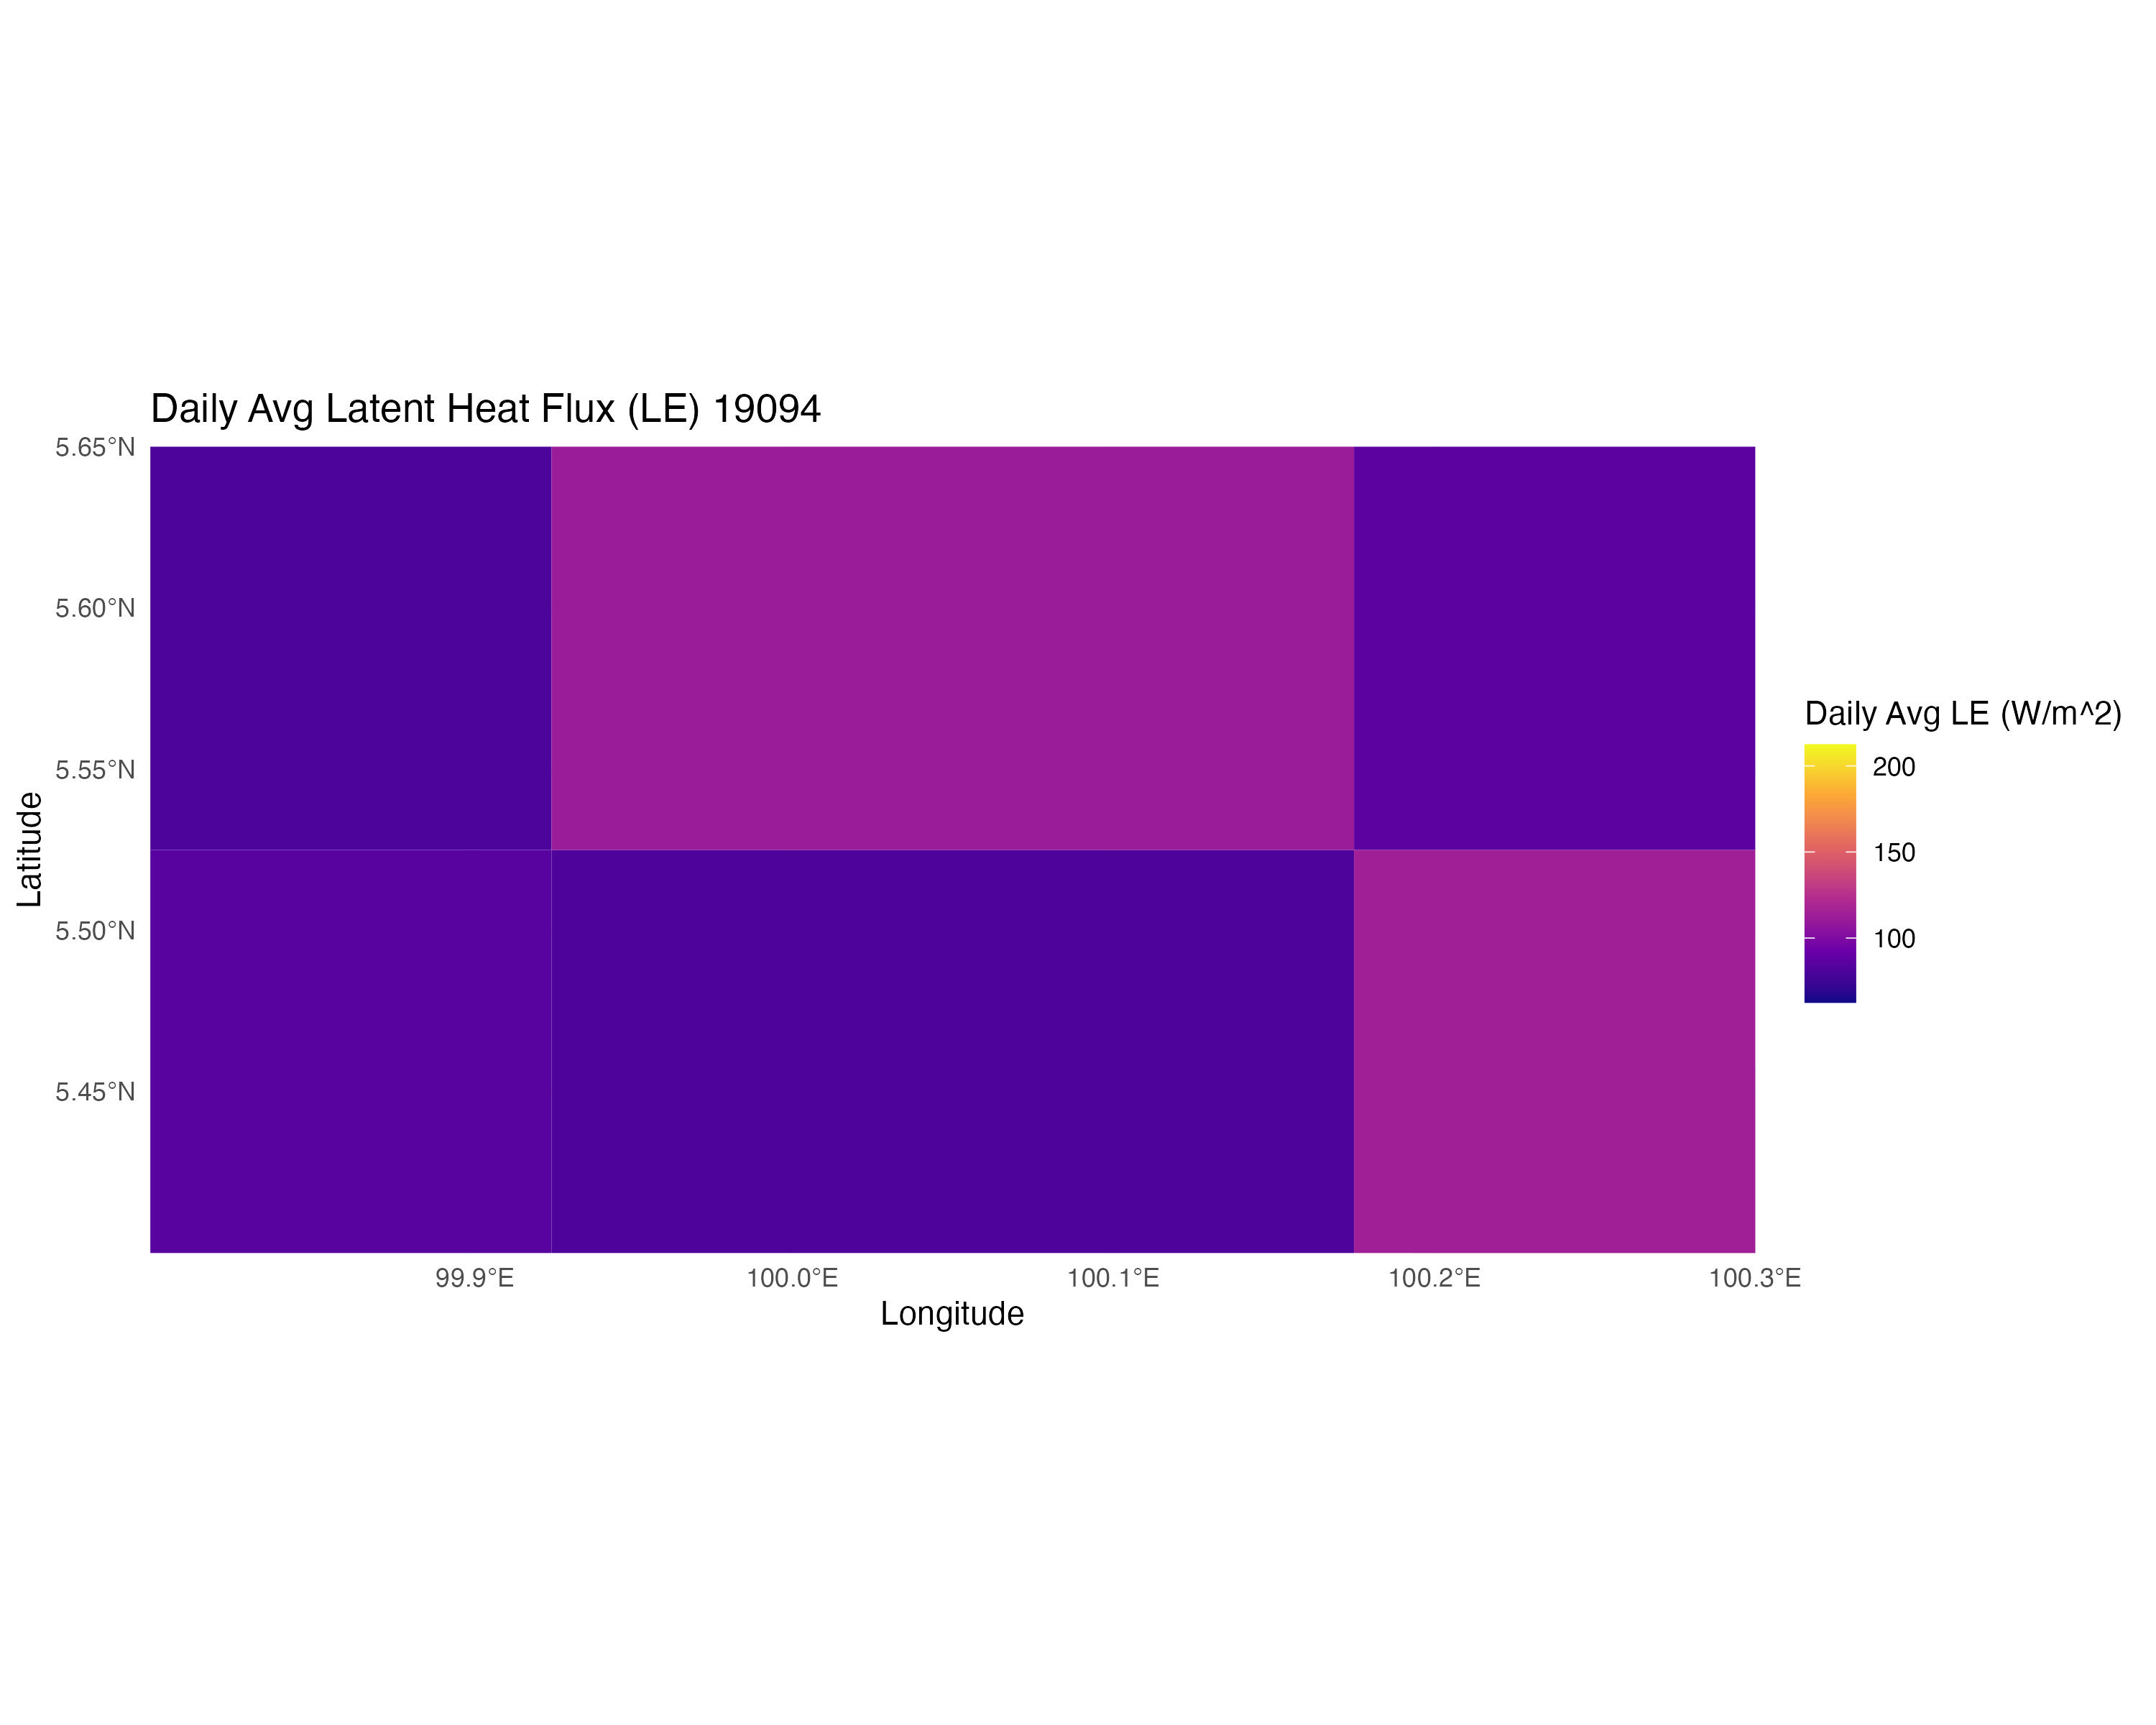 Daily Avg Latent Heat Flux (LE) 19094
5.65°N
5.60°N
5.55°N
5.50°N
5.45°N
Latitude
99.9°E
100.0°E
100.1°E
100.2°E
100.3°E
Longitude
Daily Avg LE (W/m^2)
200
150
100